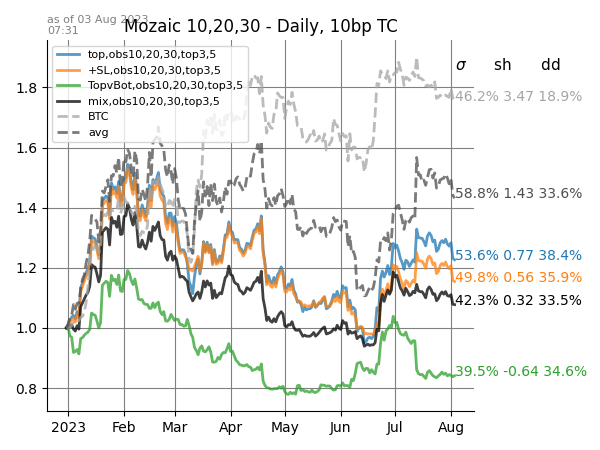 as of 03 Aug 2023
07:31
Mozaic 10,20,30 - Daily, 10bp TC
top,obs10,20,30,top3,5
+SL,obs10,20,30,top3,5
TopvBot,obs10,20,30,top3,5
mix,obs10,20,30,top3,5
BTC
avg
σ sh dd
46.2% 3.47 18.9%
58.8% 1.43 33.6%
53.6% 0.77 38.4%
49.8% 0.56 35.9%
42.3% 0.32 33.5%
39.5% -0.64 34.6%
1.8
1.6
1.4
1.2
1.0
0.8
2023 Feb Mar Apr May Jun Jul Aug